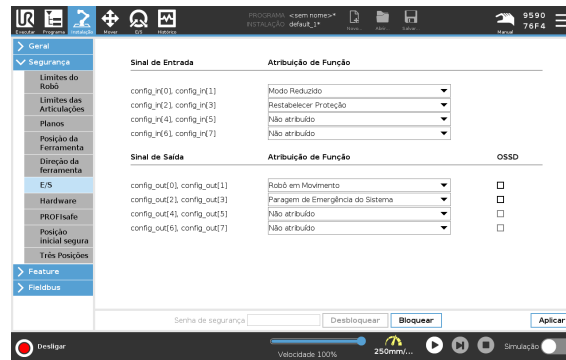 UR
PROGRAMA <sem nome>*
INSTALAÇÃO default_1*
Executar Programa Instalação Mover E/S Histórico
Novo... Abrir... Salvar...
Manual
9590
76F4
Geral
Segurança
Limites do Robô
Limites das Articulações
Planos
Posição da Ferramenta
Direção da ferramenta
E/S
Hardware
PROFIsafe
Posição inicial segura
Três Posições
Feature
Fieldbus
Sinal de Entrada Atribuição de Função
config_in[0], config_in[1] Modo Reduzido
config_in[2], config_in[3] Restabelecer Proteção
config_in[4], config_in[5] Não atribuído
config_in[6], config_in[7] Não atribuído
Sinal de Saída Atribuição de Função OSSD
config_out[0], config_out[1] Robô em Movimento
config_out[2], config_out[3] Paragem de Emergência do Sistema
config_out[4], config_out[5] Não atribuído
config_out[6], config_out[7] Não atribuído
Senha de segurança Desbloquear Bloquear Aplicar
Desligar
Velocidade 100%
250mm/...
Simulação